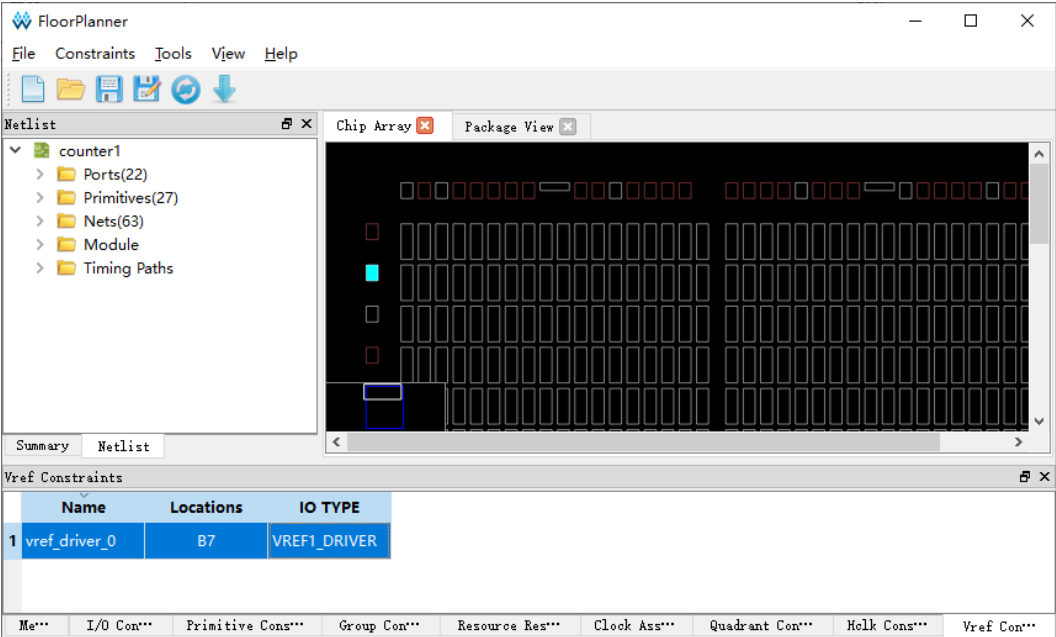 FloorPlanner
File Constraints Tools View Help
Netlist
Chip Array Package View
counter1
Ports(22)
Primitives(27)
Nets(63)
Module
Timing Paths
Summary Netlist
Vref Constraints
Name Locations IO TYPE
1 vref_driver_0 B7 VREF1_DRIVER
Me… I/O Con… Primitive Cons… Group Con… Resource Res… Clock Ass… Quadrant Con… Hclk Cons… Vref Con…